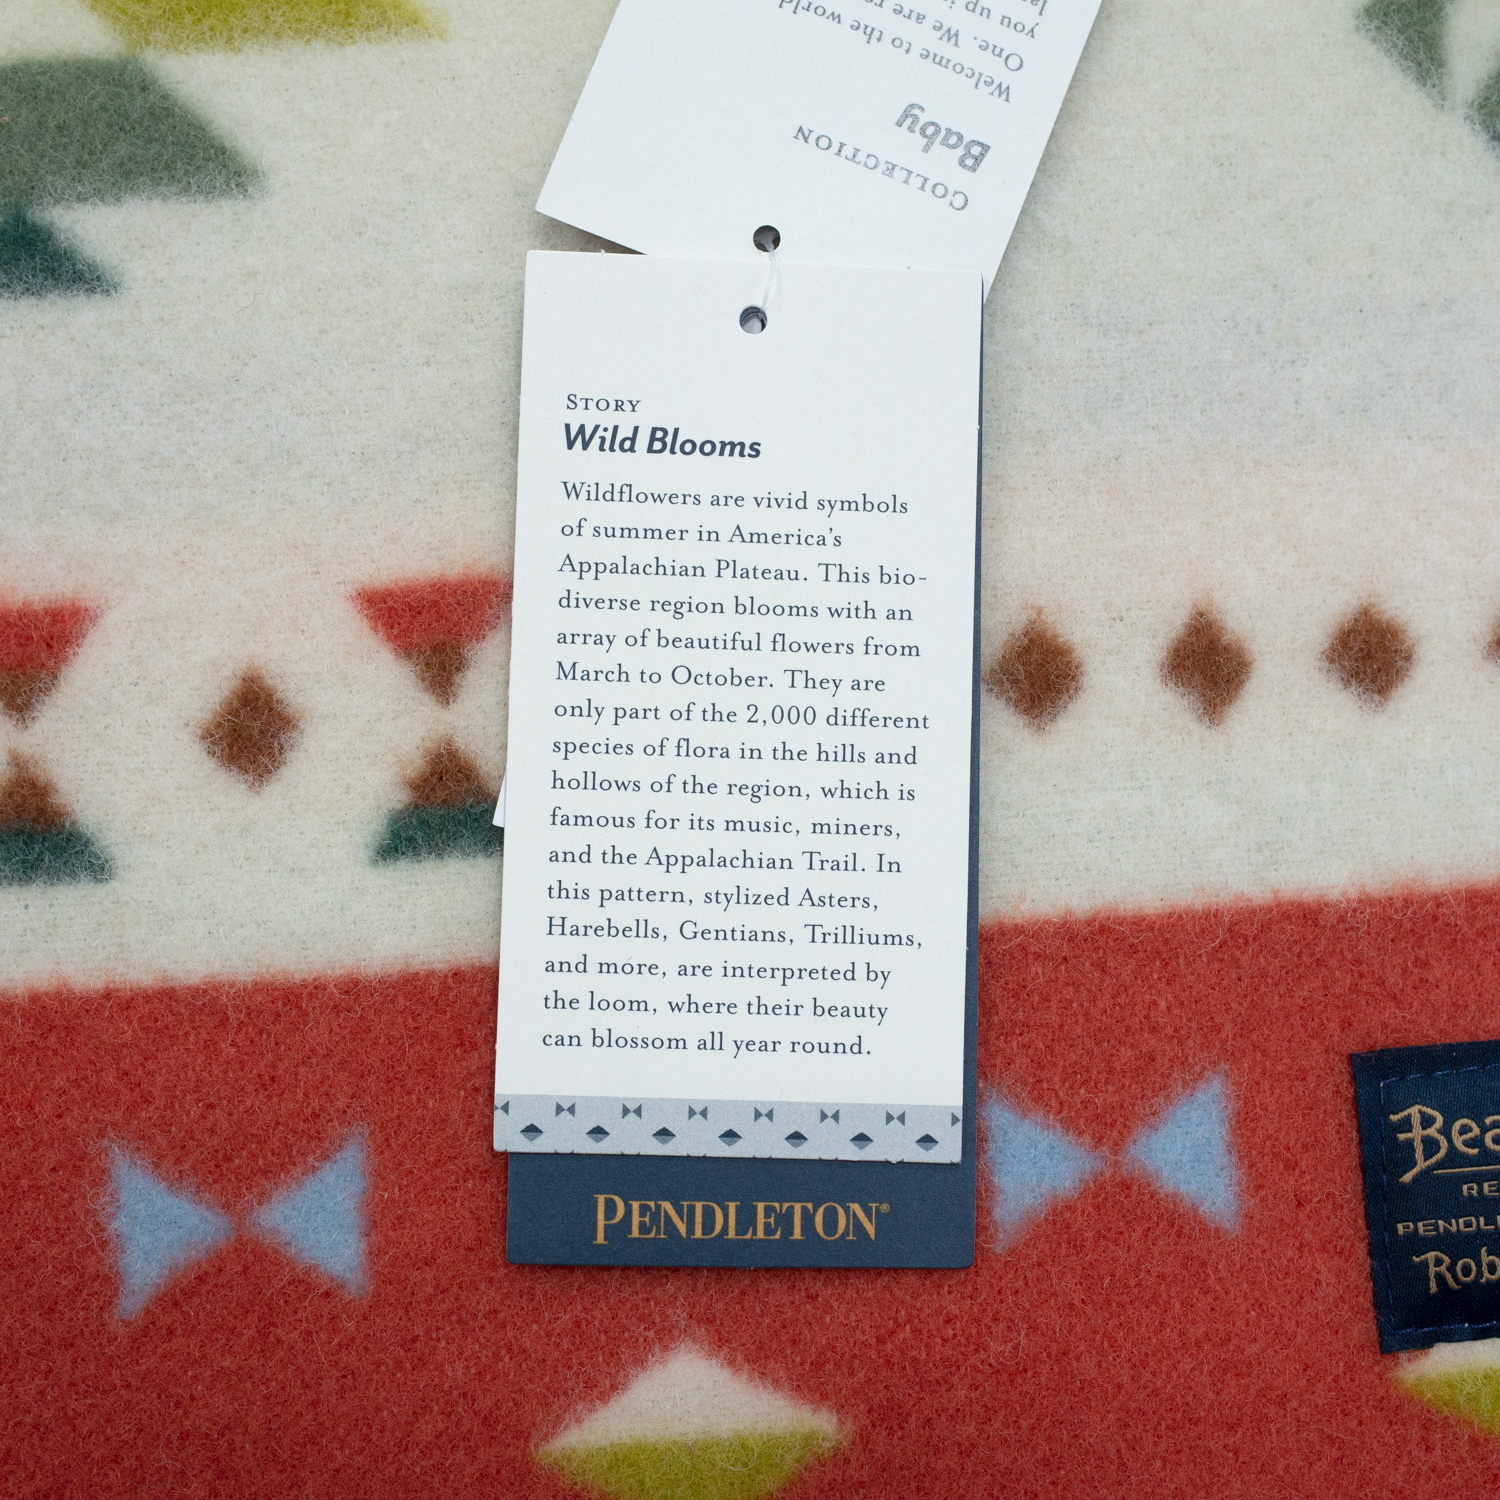 COLLECTION
Baby
Welcome to the world
One. We are
you up
STORY
Wild Blooms
Wildflowers are vivid symbols
of summer in America's
Appalachian Plateau. This bio-
diverse region blooms with an
array of beautiful flowers from
March to October. They are
only part of the 2,000 different
species of flora in the hills and
hollows of the region, which is
famous for its music, miners,
and the Appalachian Trail. In
this pattern, stylized Asters,
Harebells, Gentians, Trilliums,
and more, are interpreted by
the loom, where their beauty
can blossom all year round.
PENDLETON®